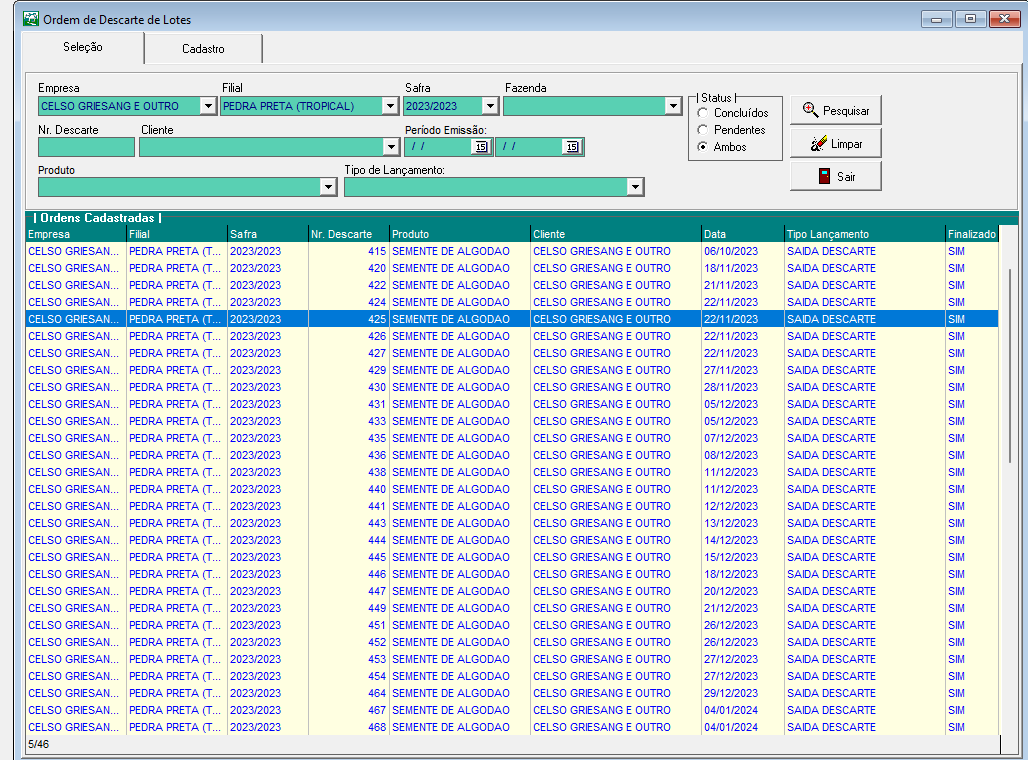 Ordem de Descarte de Lotes
Seleção Cadastro
Empresa Filial Safra Fazenda
CELSO GRIESANG E OUTRO PEDRA PRETA (TROPICAL) 2023/2023
Status
Concluídos
Pendentes
Ambos
Pesquisar
Limpar
Sair
Nr. Descarte Cliente Período Emissão:
/ / 15 / / 15
Produto Tipo de Lançamento:
Ordens Cadastradas
Empresa Filial Safra Nr. Descarte Produto Cliente Data Tipo Lançamento Finalizado
CELSO GRIESAN... PEDRA PRETA (T... 2023/2023 415 SEMENTE DE ALGODAO CELSO GRIESANG E OUTRO 06/10/2023 SAIDA DESCARTE SIM
CELSO GRIESAN... PEDRA PRETA (T... 2023/2023 420 SEMENTE DE ALGODAO CELSO GRIESANG E OUTRO 18/11/2023 SAIDA DESCARTE SIM
CELSO GRIESAN... PEDRA PRETA (T... 2023/2023 422 SEMENTE DE ALGODAO CELSO GRIESANG E OUTRO 21/11/2023 SAIDA DESCARTE SIM
CELSO GRIESAN... PEDRA PRETA (T... 2023/2023 424 SEMENTE DE ALGODAO CELSO GRIESANG E OUTRO 22/11/2023 SAIDA DESCARTE SIM
CELSO GRIESAN... PEDRA PRETA (T... 2023/2023 425 SEMENTE DE ALGODAO CELSO GRIESANG E OUTRO 22/11/2023 SAIDA DESCARTE SIM
CELSO GRIESAN... PEDRA PRETA (T... 2023/2023 426 SEMENTE DE ALGODAO CELSO GRIESANG E OUTRO 22/11/2023 SAIDA DESCARTE SIM
CELSO GRIESAN... PEDRA PRETA (T... 2023/2023 427 SEMENTE DE ALGODAO CELSO GRIESANG E OUTRO 22/11/2023 SAIDA DESCARTE SIM
CELSO GRIESAN... PEDRA PRETA (T... 2023/2023 429 SEMENTE DE ALGODAO CELSO GRIESANG E OUTRO 27/11/2023 SAIDA DESCARTE SIM
CELSO GRIESAN... PEDRA PRETA (T... 2023/2023 430 SEMENTE DE ALGODAO CELSO GRIESANG E OUTRO 28/11/2023 SAIDA DESCARTE SIM
CELSO GRIESAN... PEDRA PRETA (T... 2023/2023 431 SEMENTE DE ALGODAO CELSO GRIESANG E OUTRO 05/12/2023 SAIDA DESCARTE SIM
CELSO GRIESAN... PEDRA PRETA (T... 2023/2023 433 SEMENTE DE ALGODAO CELSO GRIESANG E OUTRO 05/12/2023 SAIDA DESCARTE SIM
CELSO GRIESAN... PEDRA PRETA (T... 2023/2023 435 SEMENTE DE ALGODAO CELSO GRIESANG E OUTRO 07/12/2023 SAIDA DESCARTE SIM
CELSO GRIESAN... PEDRA PRETA (T... 2023/2023 436 SEMENTE DE ALGODAO CELSO GRIESANG E OUTRO 08/12/2023 SAIDA DESCARTE SIM
CELSO GRIESAN... PEDRA PRETA (T... 2023/2023 438 SEMENTE DE ALGODAO CELSO GRIESANG E OUTRO 11/12/2023 SAIDA DESCARTE SIM
CELSO GRIESAN... PEDRA PRETA (T... 2023/2023 440 SEMENTE DE ALGODAO CELSO GRIESANG E OUTRO 11/12/2023 SAIDA DESCARTE SIM
CELSO GRIESAN... PEDRA PRETA (T... 2023/2023 441 SEMENTE DE ALGODAO CELSO GRIESANG E OUTRO 12/12/2023 SAIDA DESCARTE SIM
CELSO GRIESAN... PEDRA PRETA (T... 2023/2023 443 SEMENTE DE ALGODAO CELSO GRIESANG E OUTRO 13/12/2023 SAIDA DESCARTE SIM
CELSO GRIESAN... PEDRA PRETA (T... 2023/2023 444 SEMENTE DE ALGODAO CELSO GRIESANG E OUTRO 14/12/2023 SAIDA DESCARTE SIM
CELSO GRIESAN... PEDRA PRETA (T... 2023/2023 445 SEMENTE DE ALGODAO CELSO GRIESANG E OUTRO 15/12/2023 SAIDA DESCARTE SIM
CELSO GRIESAN... PEDRA PRETA (T... 2023/2023 446 SEMENTE DE ALGODAO CELSO GRIESANG E OUTRO 18/12/2023 SAIDA DESCARTE SIM
CELSO GRIESAN... PEDRA PRETA (T... 2023/2023 447 SEMENTE DE ALGODAO CELSO GRIESANG E OUTRO 20/12/2023 SAIDA DESCARTE SIM
CELSO GRIESAN... PEDRA PRETA (T... 2023/2023 449 SEMENTE DE ALGODAO CELSO GRIESANG E OUTRO 21/12/2023 SAIDA DESCARTE SIM
CELSO GRIESAN... PEDRA PRETA (T... 2023/2023 451 SEMENTE DE ALGODAO CELSO GRIESANG E OUTRO 26/12/2023 SAIDA DESCARTE SIM
CELSO GRIESAN... PEDRA PRETA (T... 2023/2023 452 SEMENTE DE ALGODAO CELSO GRIESANG E OUTRO 26/12/2023 SAIDA DESCARTE SIM
CELSO GRIESAN... PEDRA PRETA (T... 2023/2023 453 SEMENTE DE ALGODAO CELSO GRIESANG E OUTRO 27/12/2023 SAIDA DESCARTE SIM
CELSO GRIESAN... PEDRA PRETA (T... 2023/2023 454 SEMENTE DE ALGODAO CELSO GRIESANG E OUTRO 27/12/2023 SAIDA DESCARTE SIM
CELSO GRIESAN... PEDRA PRETA (T... 2023/2023 464 SEMENTE DE ALGODAO CELSO GRIESANG E OUTRO 29/12/2023 SAIDA DESCARTE SIM
CELSO GRIESAN... PEDRA PRETA (T... 2023/2023 467 SEMENTE DE ALGODAO CELSO GRIESANG E OUTRO 04/01/2024 SAIDA DESCARTE SIM
CELSO GRIESAN... PEDRA PRETA (T... 2023/2023 468 SEMENTE DE ALGODAO CELSO GRIESANG E OUTRO 04/01/2024 SAIDA DESCARTE SIM
5/46